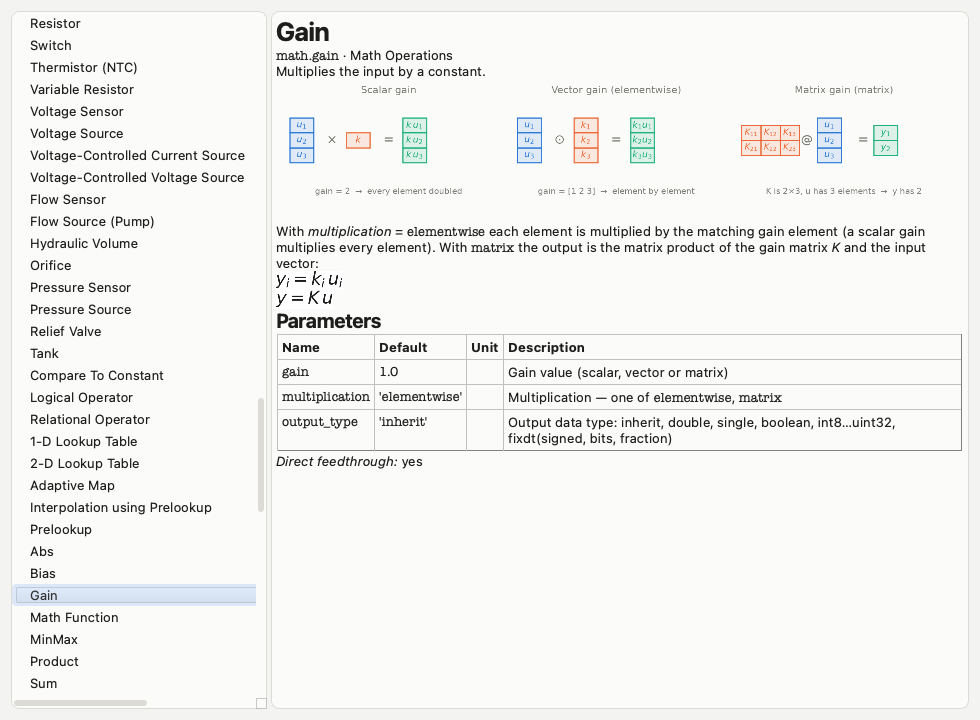 Resistor
Switch
Thermistor (NTC)
Variable Resistor
Voltage Sensor
Voltage Source
Voltage-Controlled Current Source
Voltage-Controlled Voltage Source
Flow Sensor
Flow Source (Pump)
Hydraulic Volume
Orifice
Pressure Sensor
Pressure Source
Relief Valve
Tank
Compare To Constant
Logical Operator
Relational Operator
1-D Lookup Table
2-D Lookup Table
Adaptive Map
Interpolation using Prelookup
Prelookup
Abs
Bias
Gain
Math Function
MinMax
Product
Sum
Gain
math.gain · Math Operations
Multiplies the input by a constant.
Scalar gain
u₁
u₂
u₃
×
k
=
k u₁
k u₂
k u₃
gain = 2 → every element doubled
Vector gain (elementwise)
u₁
u₂
u₃
⊙
k₁
k₂
k₃
=
k₁u₁
k₂u₂
k₃u₃
gain = [1 2 3] → element by element
Matrix gain (matrix)
K₁₁ K₁₂ K₁₃
K₂₁ K₂₂ K₂₃
@
u₁
u₂
u₃
=
y₁
y₂
K is 2×3, u has 3 elements → y has 2
With multiplication = elementwise each element is multiplied by the matching gain element (a scalar gain
multiplies every element). With matrix the output is the matrix product of the gain matrix K and the input
vector:
yᵢ = kᵢ uᵢ
y = K u
Parameters
Name Default Unit Description
gain 1.0 Gain value (scalar, vector or matrix)
multiplication 'elementwise' Multiplication — one of elementwise, matrix
output_type 'inherit' Output data type: inherit, double, single, boolean, int8…uint32,
fixdt(signed, bits, fraction)
Direct feedthrough: yes